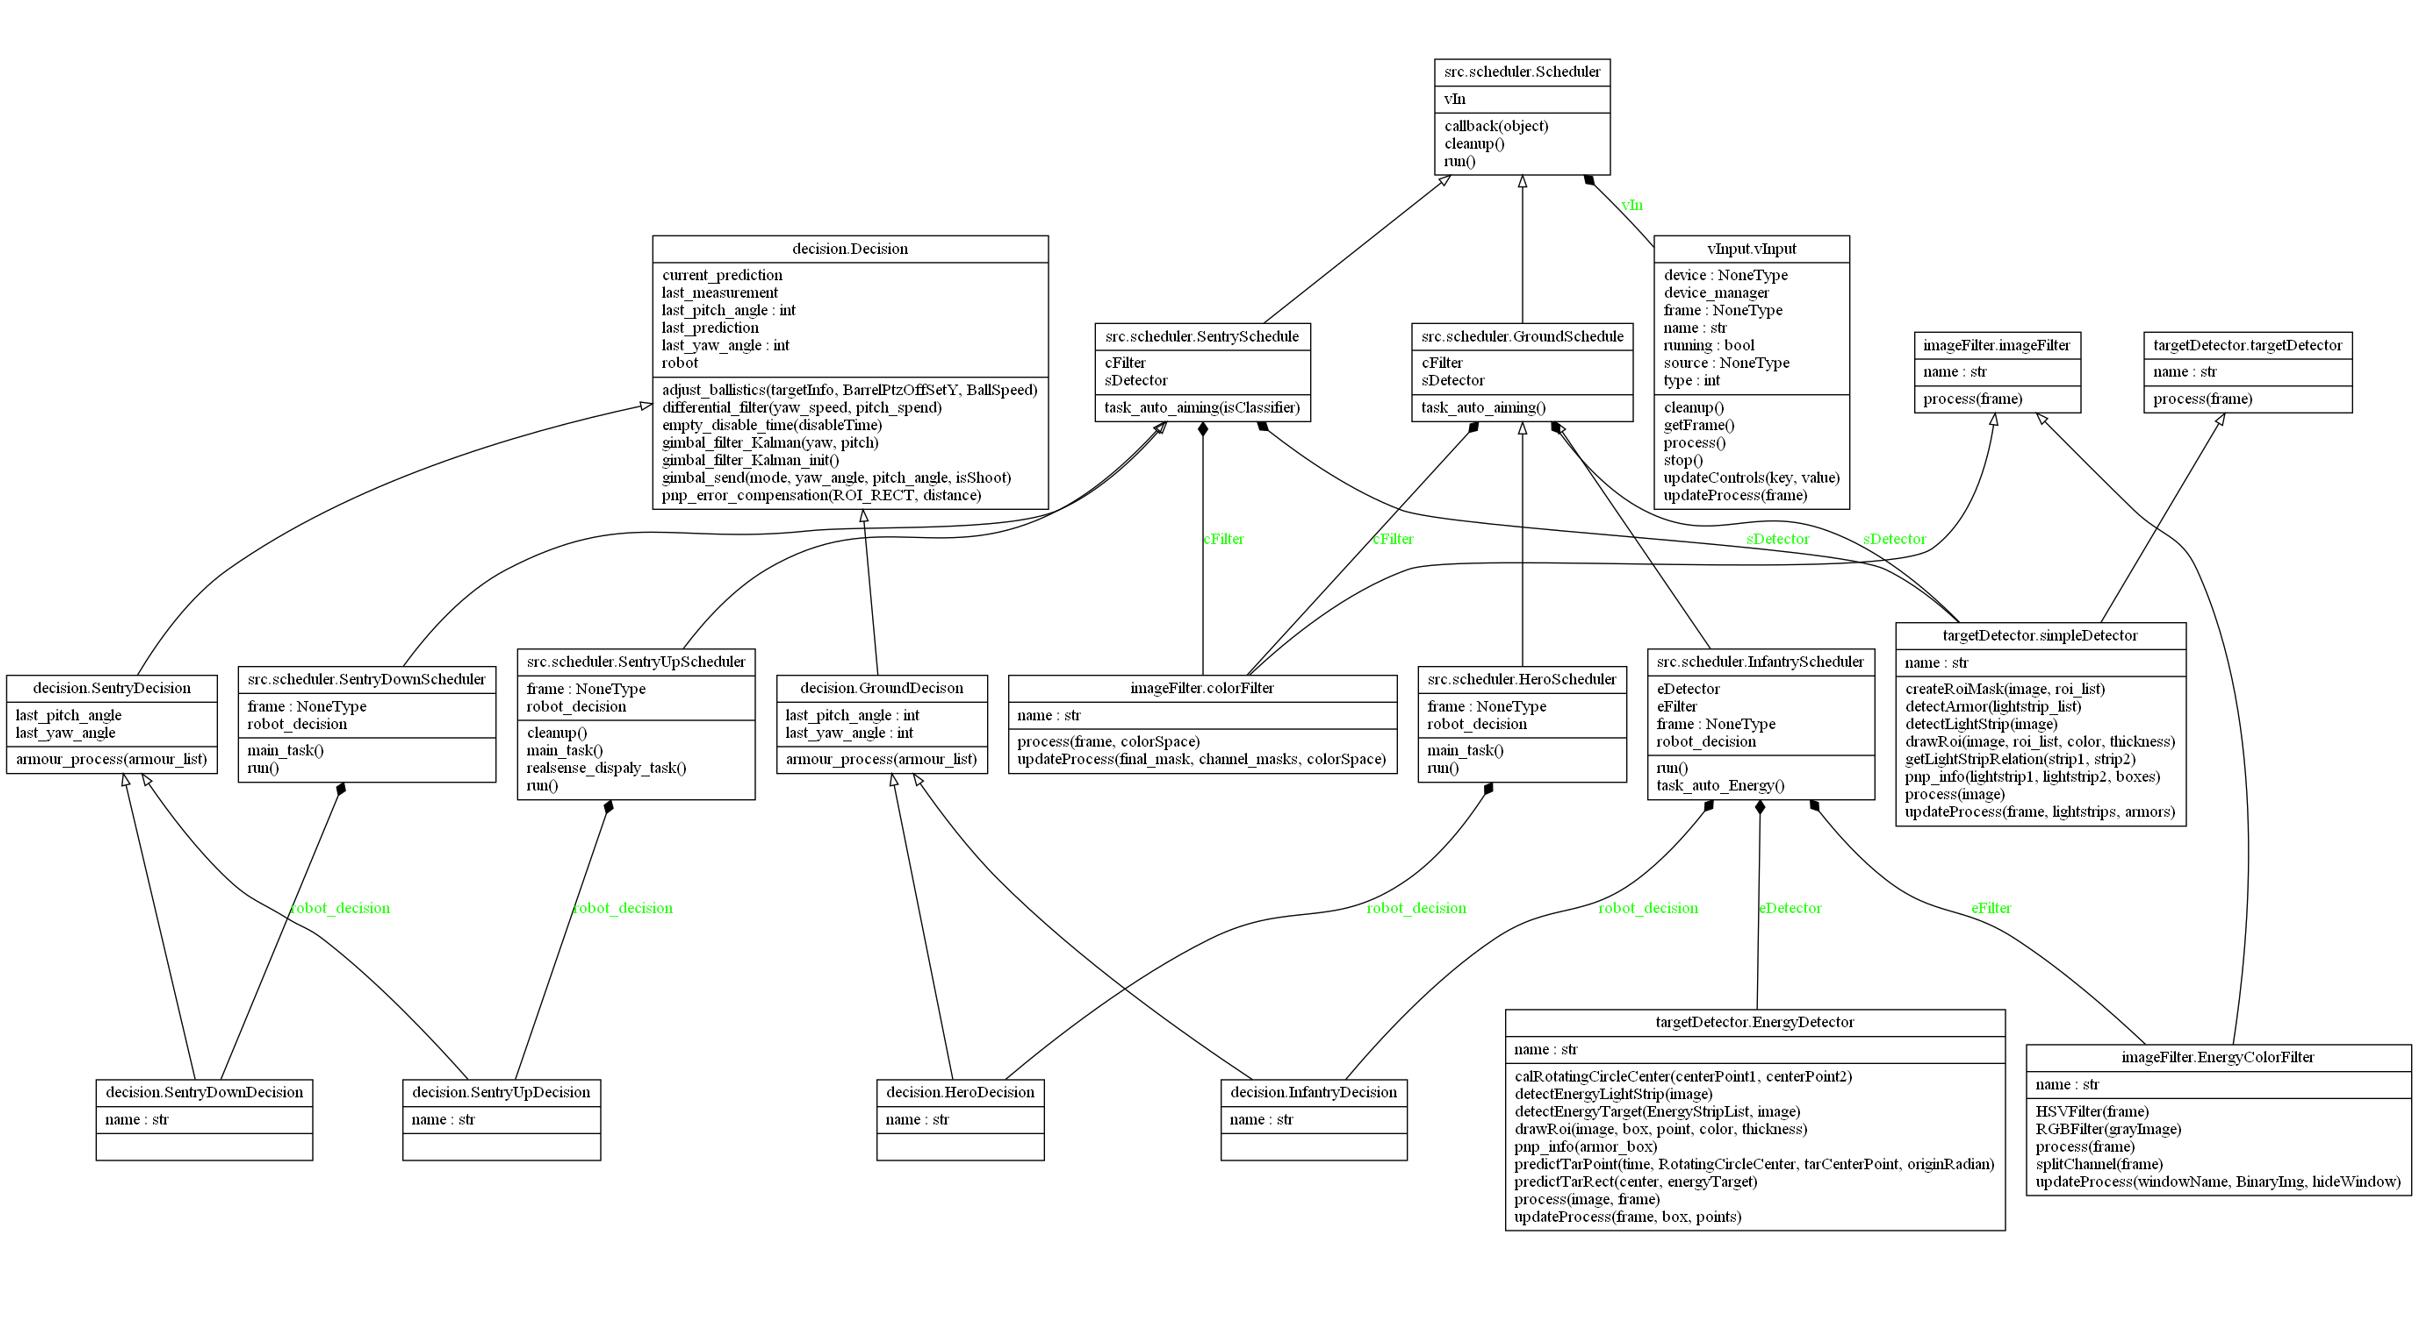 src.scheduler.Scheduler
vIn
callback(object)
cleanup()
run()
vIn
decision.Decision
current_prediction
last_measurement
last_pitch_angle : int
last_prediction
last_yaw_angle : int
robot
adjust_ballistics(targetInfo, BarrelPtzOffSetY, BallSpeed)
differential_filter(yaw_speed, pitch_spend)
empty_disable_time(disableTime)
gimbal_filter_Kalman(yaw, pitch)
gimbal_filter_Kalman_init()
gimbal_send(mode, yaw_angle, pitch_angle, isShoot)
pnp_error_compensation(ROI_RECT, distance)
src.scheduler.SentrySchedule
cFilter
sDetector
task_auto_aiming(isClassifier)
src.scheduler.GroundSchedule
cFilter
sDetector
task_auto_aiming()
vInput.vInput
device : NoneType
device_manager
frame : NoneType
name : str
running : bool
source : NoneType
type : int
cleanup()
getFrame()
process()
stop()
updateControls(key, value)
updateProcess(frame)
imageFilter.imageFilter
name : str
process(frame)
targetDetector.targetDetector
name : str
process(frame)
cFilter
cFilter
sDetector
sDetector
decision.SentryDecision
last_pitch_angle
last_yaw_angle
armour_process(armour_list)
src.scheduler.SentryDownScheduler
frame : NoneType
robot_decision
main_task()
run()
src.scheduler.SentryUpScheduler
frame : NoneType
robot_decision
cleanup()
main_task()
realsense_dispaly_task()
run()
decision.GroundDecison
last_pitch_angle : int
last_yaw_angle : int
armour_process(armour_list)
imageFilter.colorFilter
name : str
process(frame, colorSpace)
updateProcess(final_mask, channel_masks, colorSpace)
src.scheduler.HeroScheduler
frame : NoneType
robot_decision
main_task()
run()
src.scheduler.InfantryScheduler
eDetector
eFilter
frame : NoneType
robot_decision
run()
task_auto_Energy()
targetDetector.simpleDetector
name : str
createRoiMask(image, roi_list)
detectArmor(lightstrip_list)
detectLightStrip(image)
drawRoi(image, roi_list, color, thickness)
getLightStripRelation(strip1, strip2)
pnp_info(lightstrip1, lightstrip2, boxes)
process(image)
updateProcess(frame, lightstrips, armors)
robot_decision
robot_decision
robot_decision
robot_decision
eDetector
eFilter
decision.SentryDownDecision
name : str
decision.SentryUpDecision
name : str
decision.HeroDecision
name : str
decision.InfantryDecision
name : str
targetDetector.EnergyDetector
name : str
calRotatingCircleCenter(centerPoint1, centerPoint2)
detectEnergyLightStrip(image)
detectEnergyTarget(EnergyStripList, image)
drawRoi(image, box, point, color, thickness)
pnp_info(armor_box)
predictTarPoint(time, RotatingCircleCenter, tarCenterPoint, originRadian)
predictTarRect(center, energyTarget)
process(image, frame)
updateProcess(frame, box, points)
imageFilter.EnergyColorFilter
name : str
HSVFilter(frame)
RGBFilter(grayImage)
process(frame)
splitChannel(frame)
updateProcess(windowName, BinaryImg, hideWindow)